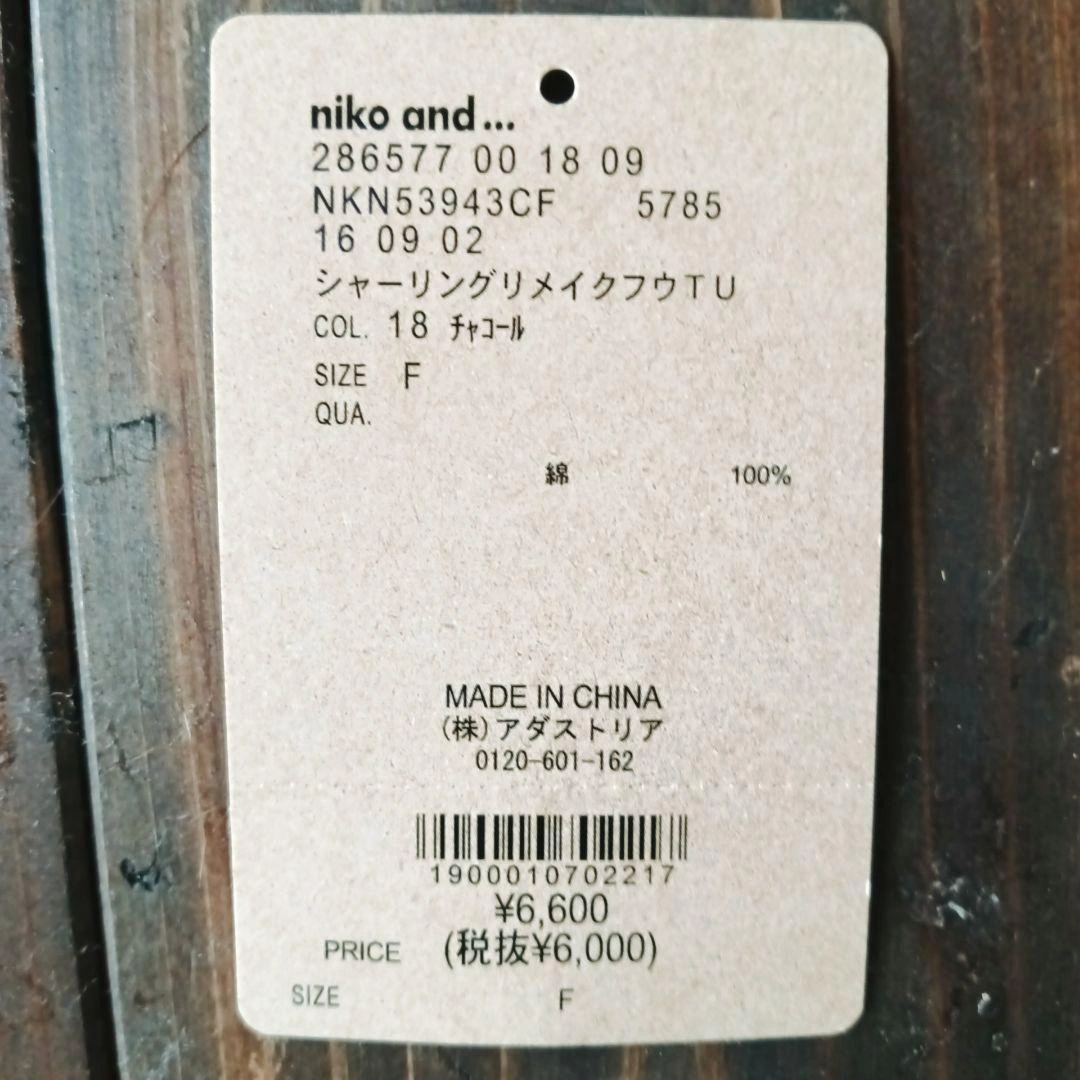 niko and...
286577 00 18 09
NKN53943CF 5785
16 09 02
シャーリングリメイクフウTU
COL. 18 ﾁｬｺｰﾙ
SIZE F
QUA.
綿 100%
MADE IN CHINA
(株)アダストリア
0120-601-162
1900010702217
¥6,600
PRICE (税抜¥6,000)
SIZE F